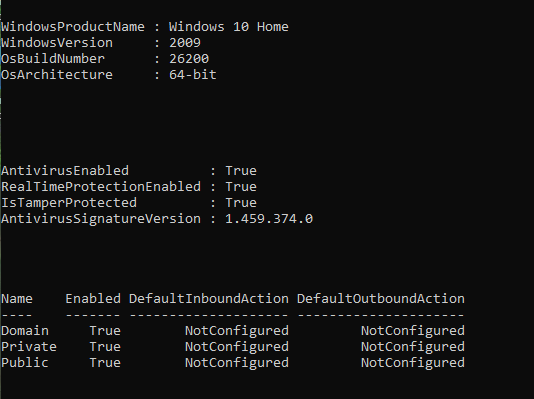 WindowsProductName : Windows 10 Home
WindowsVersion     : 2009
OsBuildNumber      : 26200
OsArchitecture     : 64-bit
AntivirusEnabled          : True
RealTimeProtectionEnabled : True
IsTamperProtected         : True
AntivirusSignatureVersion : 1.459.374.0
Name    Enabled DefaultInboundAction DefaultOutboundAction
----    ------- -------------------- ---------------------
Domain     True        NotConfigured         NotConfigured
Private    True        NotConfigured         NotConfigured
Public     True        NotConfigured         NotConfigured